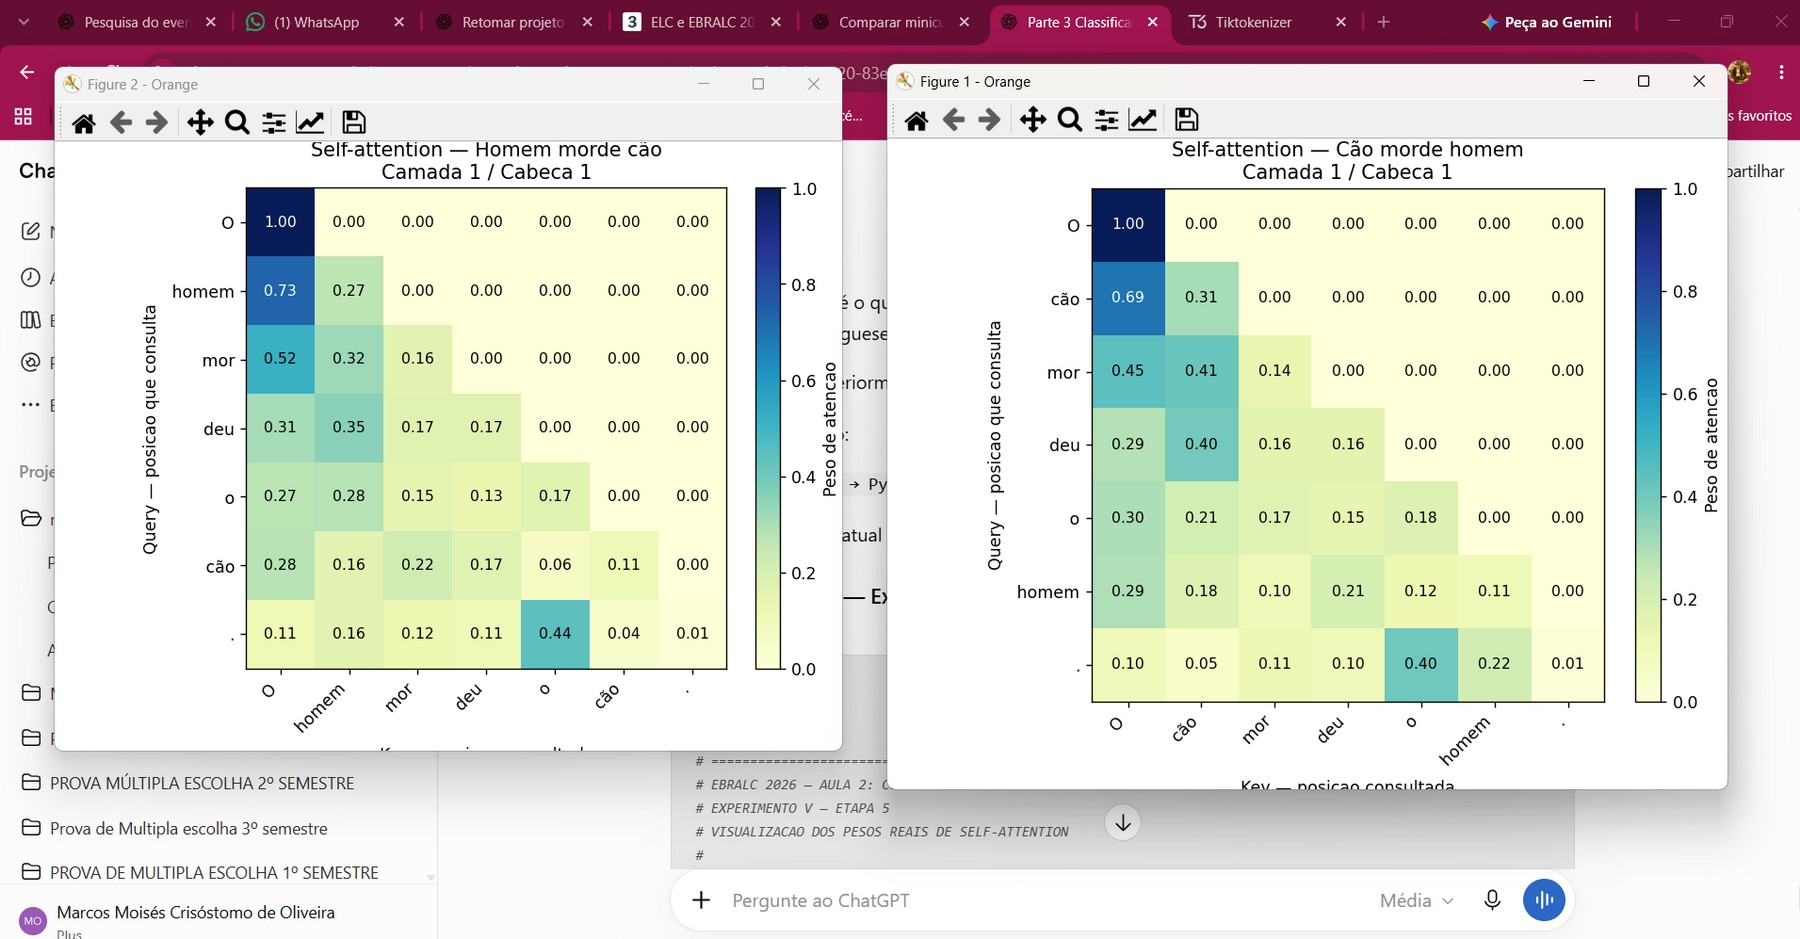 Pesquisa do even
(1) WhatsApp
Retomar projeto
3 ELC e EBRALC 20
Comparar minicu
Parte 3 Classifica
Tiktokenizer
Peça ao Gemini
20-83e
s favoritos
cé...
Figure 2 - Orange
Self-attention — Homem morde cão
Camada 1 / Cabeca 1
O 1.00 0.00 0.00 0.00 0.00 0.00 0.00
homem 0.73 0.27 0.00 0.00 0.00 0.00 0.00
mor 0.52 0.32 0.16 0.00 0.00 0.00 0.00
deu 0.31 0.35 0.17 0.17 0.00 0.00 0.00
o 0.27 0.28 0.15 0.13 0.17 0.00 0.00
cão 0.28 0.16 0.22 0.17 0.06 0.11 0.00
. 0.11 0.16 0.12 0.11 0.44 0.04 0.01
O homem mor deu o cão .
Query — posicao que consulta
1.0
0.8
0.6
0.4
0.2
0.0
Peso de atencao
Figure 1 - Orange
Self-attention — Cão morde homem
Camada 1 / Cabeca 1
O 1.00 0.00 0.00 0.00 0.00 0.00 0.00
cão 0.69 0.31 0.00 0.00 0.00 0.00 0.00
mor 0.45 0.41 0.14 0.00 0.00 0.00 0.00
deu 0.29 0.40 0.16 0.16 0.00 0.00 0.00
o 0.30 0.21 0.17 0.15 0.18 0.00 0.00
homem 0.29 0.18 0.10 0.21 0.12 0.11 0.00
. 0.10 0.05 0.11 0.10 0.40 0.22 0.01
O cão mor deu o homem .
Key — posicao consultada
Query — posicao que consulta
1.0
0.8
0.6
0.4
0.2
0.0
Peso de atencao
Cha
partilhar
Proje
é o qu
guese
eriorm
o:
→ Py
atual
— Ex
PROVA MÚLTIPLA ESCOLHA 2º SEMESTRE
Prova de Multipla escolha 3º semestre
PROVA DE MULTIPLA ESCOLHA 1º SEMESTRE
MO Marcos Moisés Crisóstomo de Oliveira
Plus
# =======================
# EBRALC 2026 — AULA 2: C
# EXPERIMENTO V — ETAPA 5
# VISUALIZACAO DOS PESOS REAIS DE SELF-ATTENTION
#
Pergunte ao ChatGPT
Média